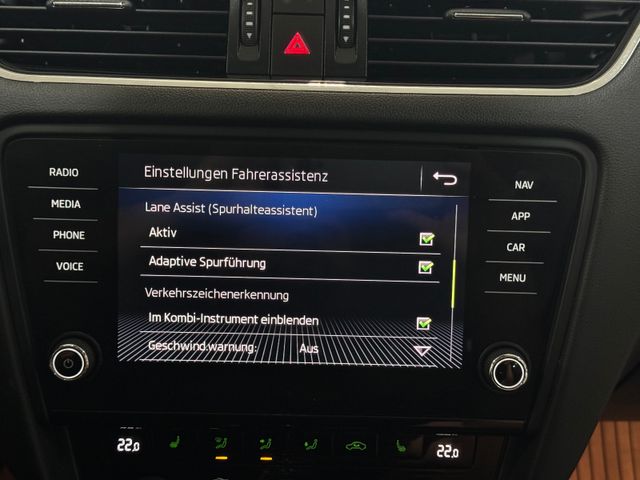 RADIO
MEDIA
PHONE
VOICE
Einstellungen Fahrerassistenz
Lane Assist (Spurhalteassistent)
Aktiv
Adaptive Spurführung
Verkehrszeichenerkennung
Im Kombi-Instrument einblenden
Geschwind.warnung: Aus
NAV
APP
CAR
MENU
22.0
22.0